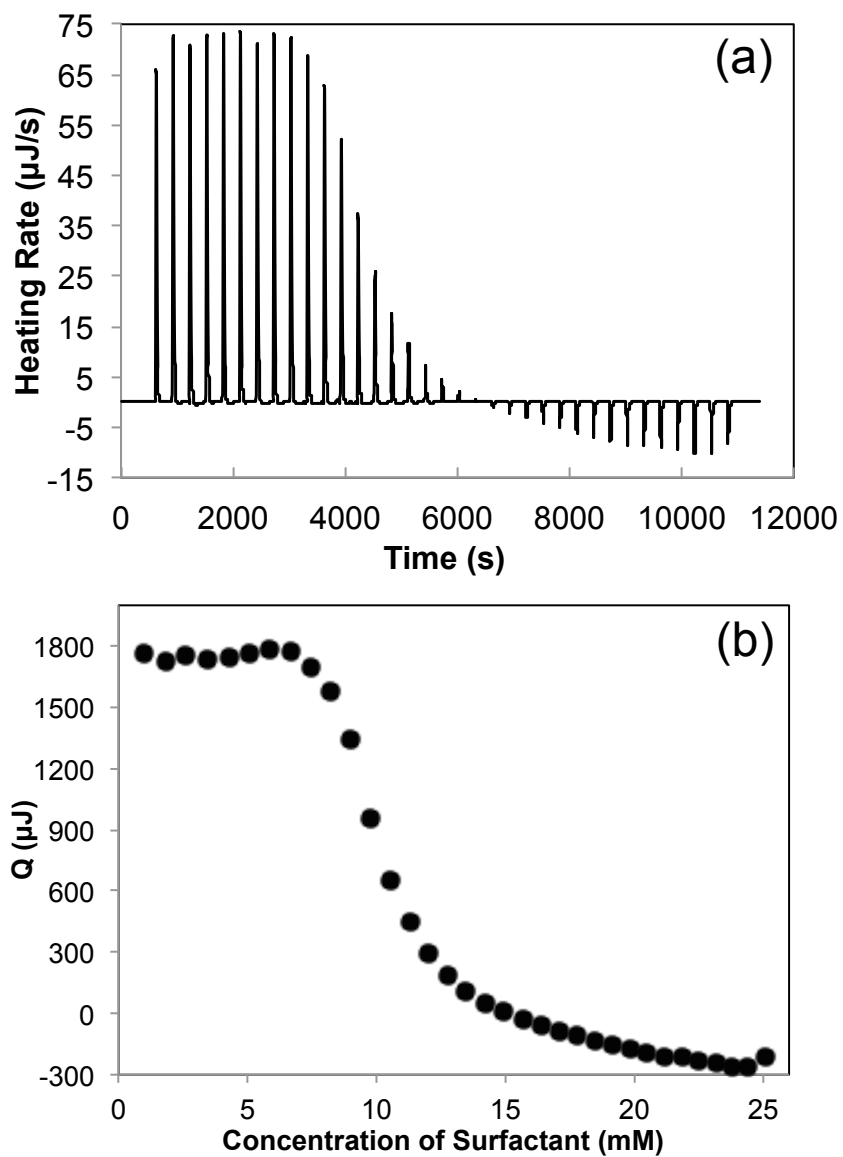 (a)
Heating Rate (µJ/s)
75
65
55
45
35
25
15
5
-5
-15
0 2000 4000 6000 8000 10000 12000
Time (s)
(b)
Q (µJ)
1800
1500
1200
900
600
300
0
-300
0 5 10 15 20 25
Concentration of Surfactant (mM)